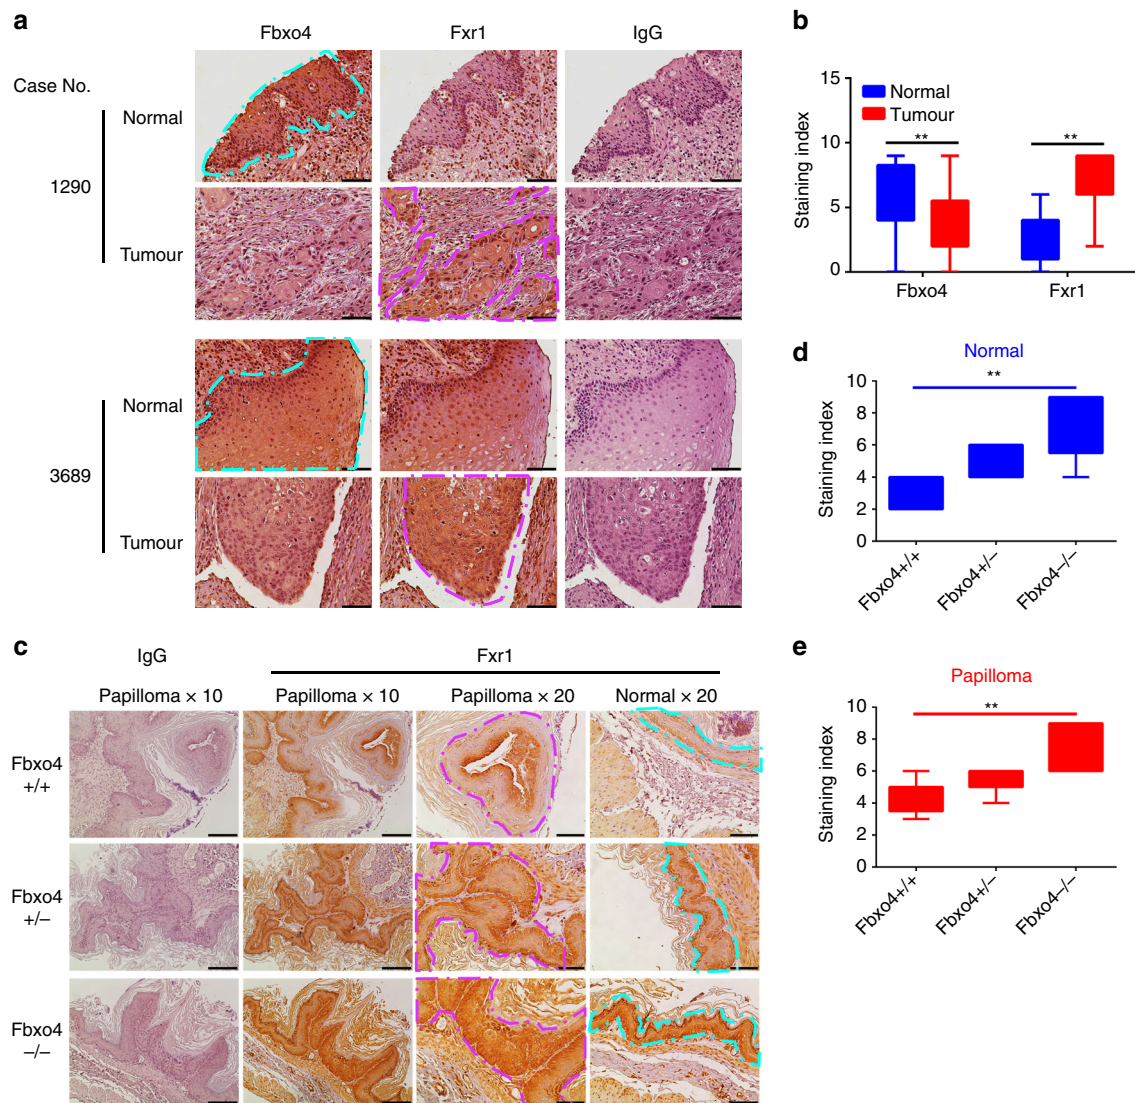 a
Fbxo4 Fxr1 IgG
Case No.
Normal
1290
Tumour
Normal
3689
Tumour
b
15
10
5
0
Staining index
Normal
Tumour
** **
Fbxo4 Fxr1
c
IgG Fxr1
Papilloma × 10 Papilloma × 10 Papilloma × 20 Normal × 20
Fbxo4
+/+
Fbxo4
+/–
Fbxo4
–/–
d
Normal
**
10
8
6
4
2
0
Staining index
Fbxo4+/+ Fbxo4+/– Fbxo4–/–
e
Papilloma
**
10
8
6
4
2
0
Staining index
Fbxo4+/+ Fbxo4+/– Fbxo4–/–